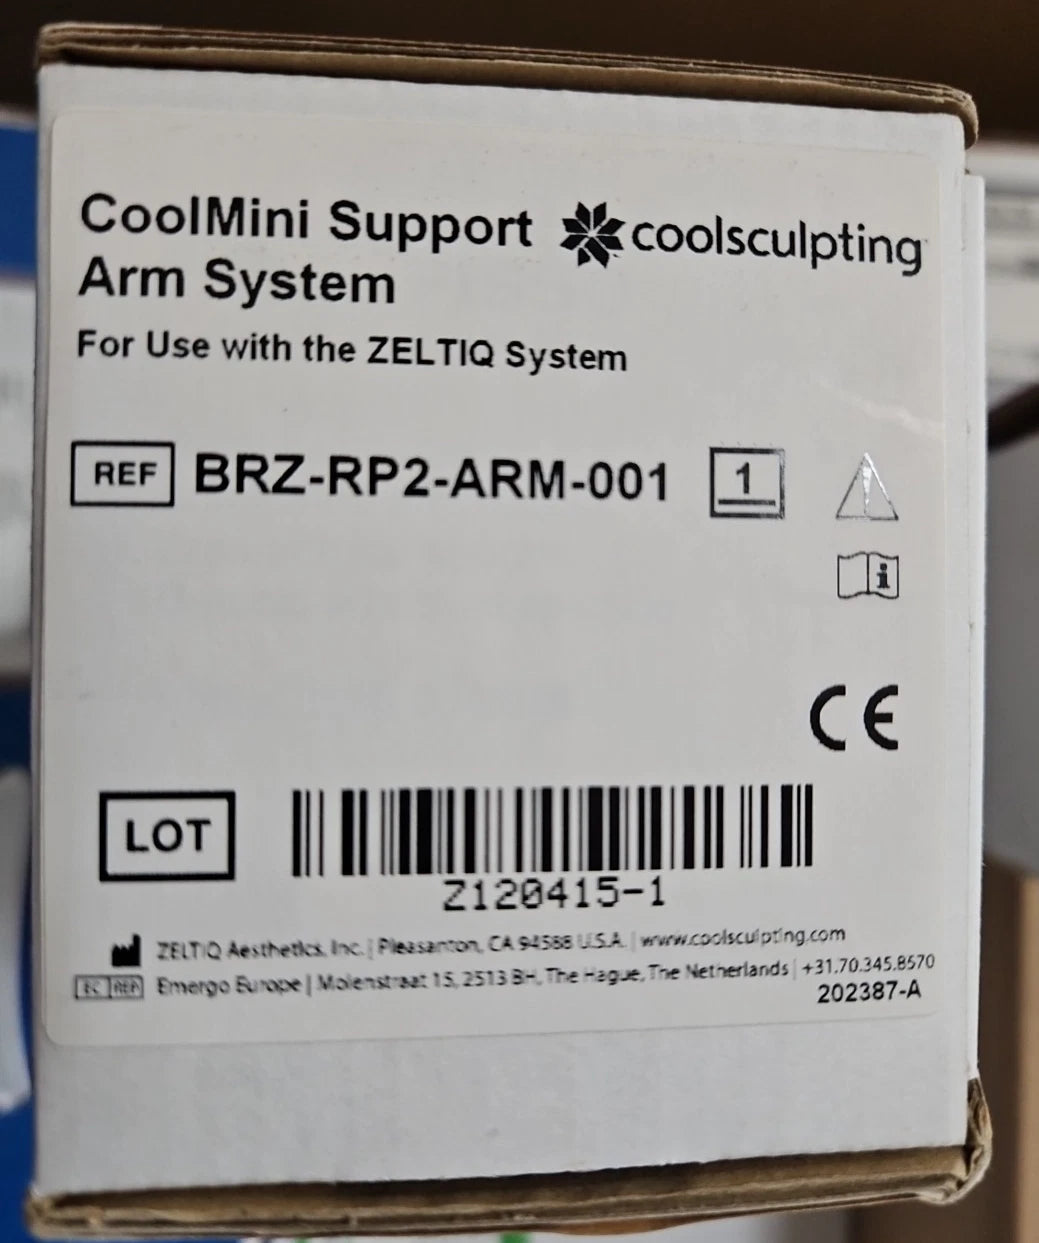 CoolMini Support
Arm System
coolsculpting
For Use with the ZELTIQ System
REF BRZ-RP2-ARM-001 1
i
CE
LOT
Z120415-1
ZELTIQ Aesthetics, Inc. | Pleasanton, CA 94588 U.S.A. | www.coolsculpting.com
EC REP Emergo Europe | Molenstraat 15, 2513 BH, The Hague, The Netherlands | +31.70.345.8570
202387-A